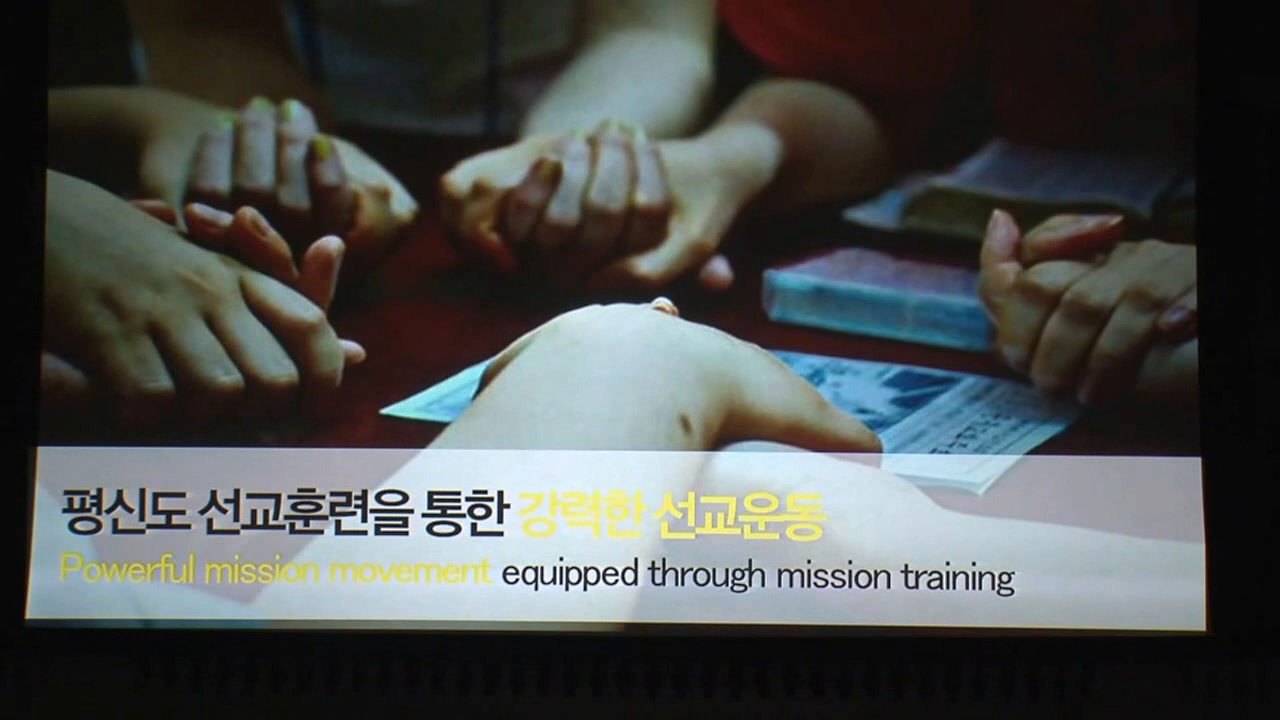 평신도 선교훈련을 통한 강력한 선교운동
Powerful mission movement equipped through mission training